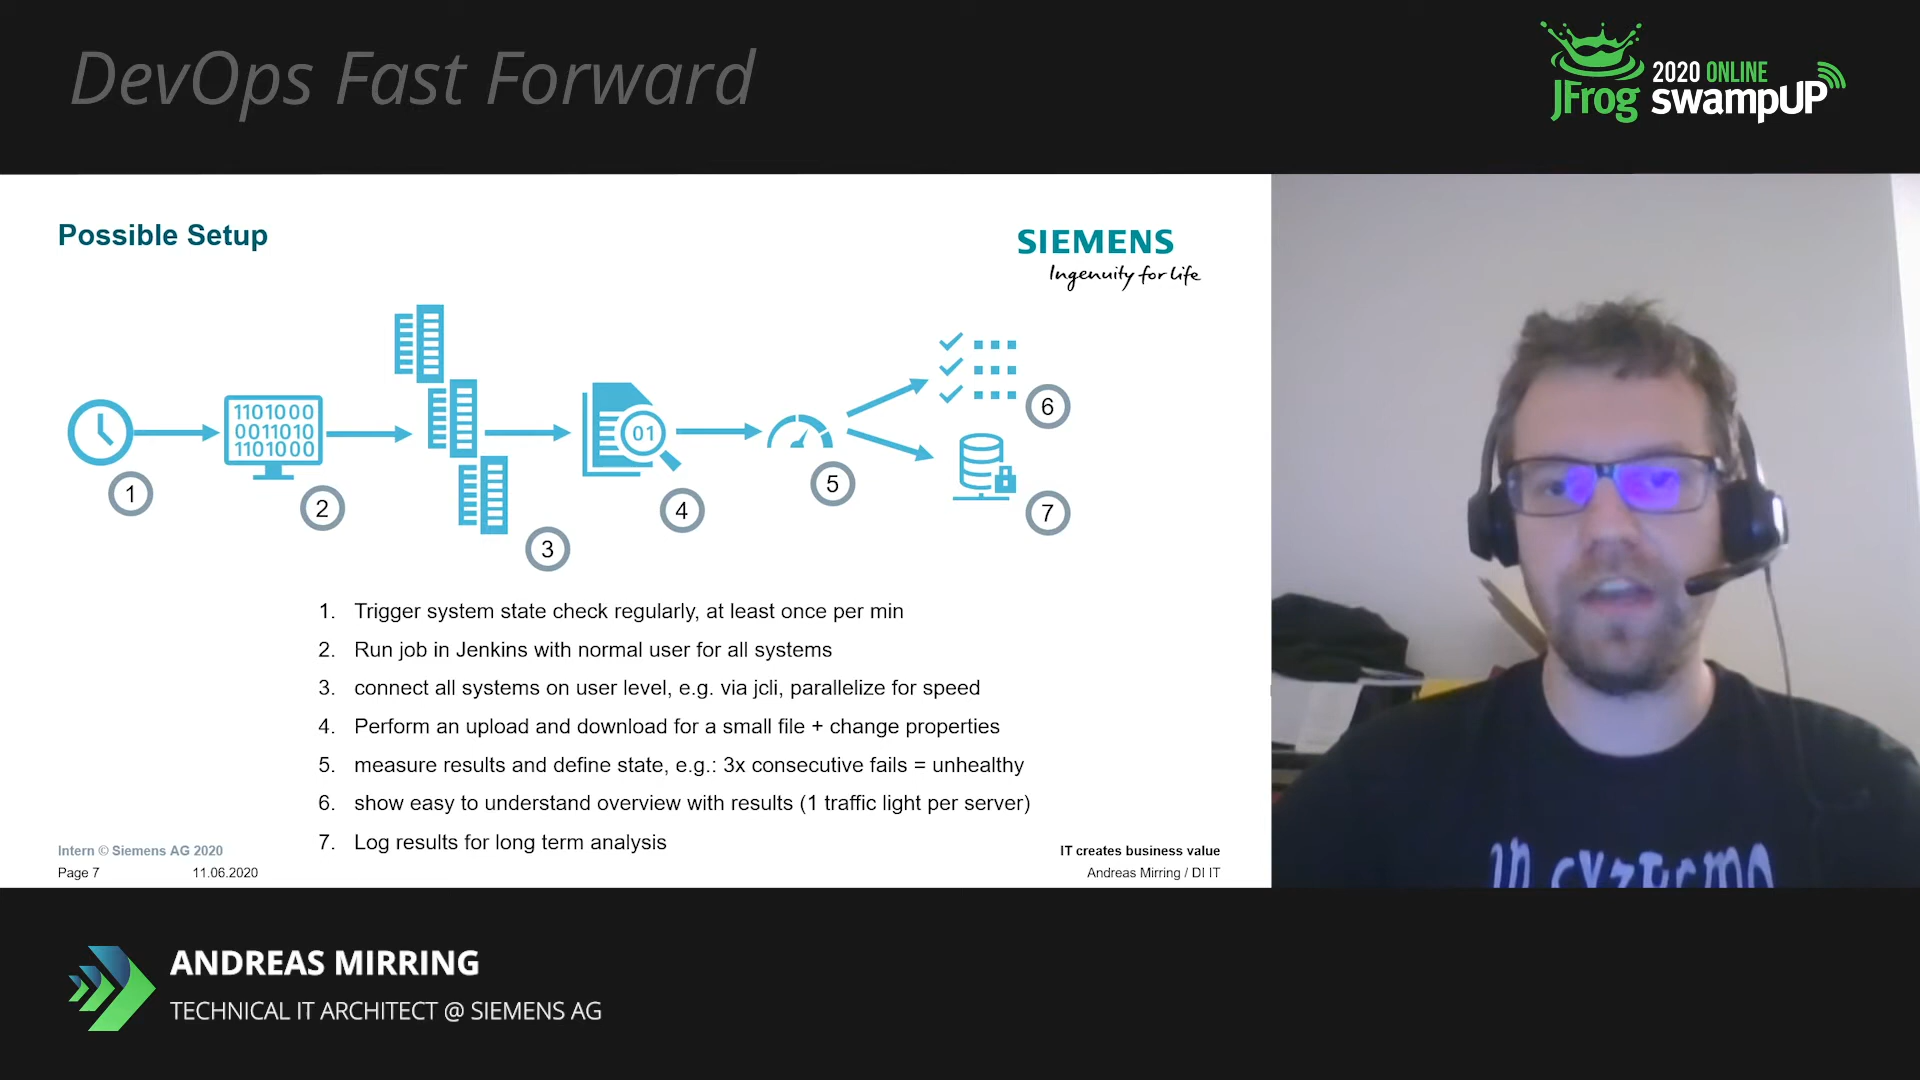 DevOps Fast Forward
JFrog
2020 ONLINE
swampUP
Possible Setup
SIEMENS
Ingenuity for life
1101000
0011010
1101000
01
1
2
3
4
5
6
7
1. Trigger system state check regularly, at least once per min
2. Run job in Jenkins with normal user for all systems
3. connect all systems on user level, e.g. via jcli, parallelize for speed
4. Perform an upload and download for a small file + change properties
5. measure results and define state, e.g.: 3x consecutive fails = unhealthy
6. show easy to understand overview with results (1 traffic light per server)
7. Log results for long term analysis
Intern © Siemens AG 2020
Page 7 11.06.2020
IT creates business value
Andreas Mirring / DI IT
ANDREAS MIRRING
TECHNICAL IT ARCHITECT @ SIEMENS AG